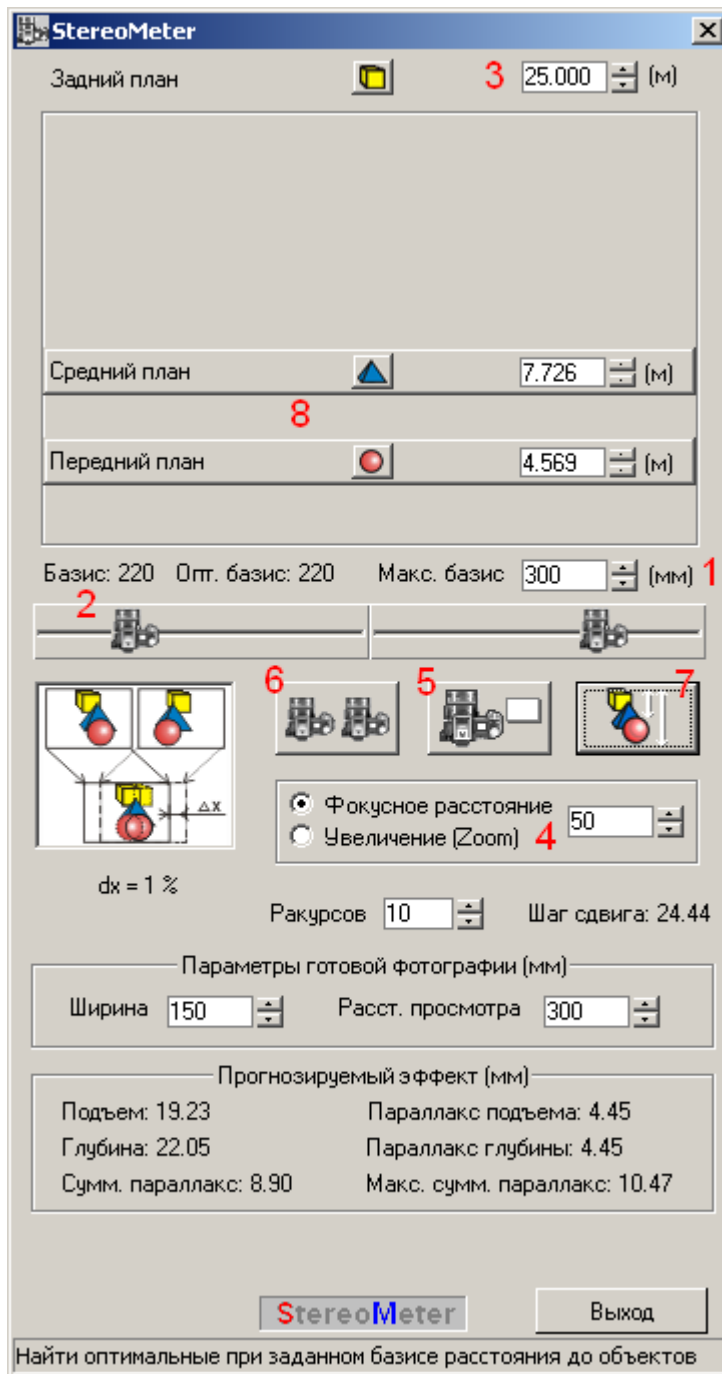 StereoMeter
Задний план 3 25.000 (м)
Средний план 7.726 (м)
8
Передний план 4.569 (м)
Базис: 220 Опт. базис: 220 Макс. базис 300 (мм) 1
2
6 5 7
ΔX
Фокусное расстояние 50
Увеличение (Zoom) 4
dx = 1 %
Ракурсов 10 Шаг сдвига: 24.44
Параметры готовой фотографии (мм)
Ширина 150 Расст. просмотра 300
Прогнозируемый эффект (мм)
Подъем: 19.23 Параллакс подъема: 4.45
Глубина: 22.05 Параллакс глубины: 4.45
Сумм. параллакс: 8.90 Макс. сумм. параллакс: 10.47
StereoMeter Выход
Найти оптимальные при заданном базисе расстояния до объектов